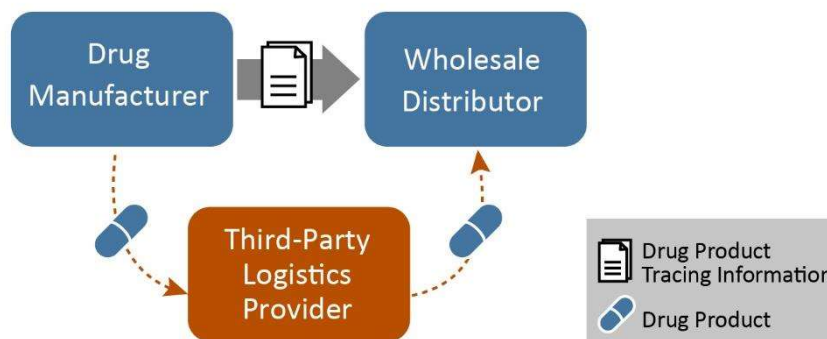 Drug
Manufacturer
Wholesale
Distributor
Third-Party
Logistics
Provider
Drug Product
Tracing Information
Drug Product